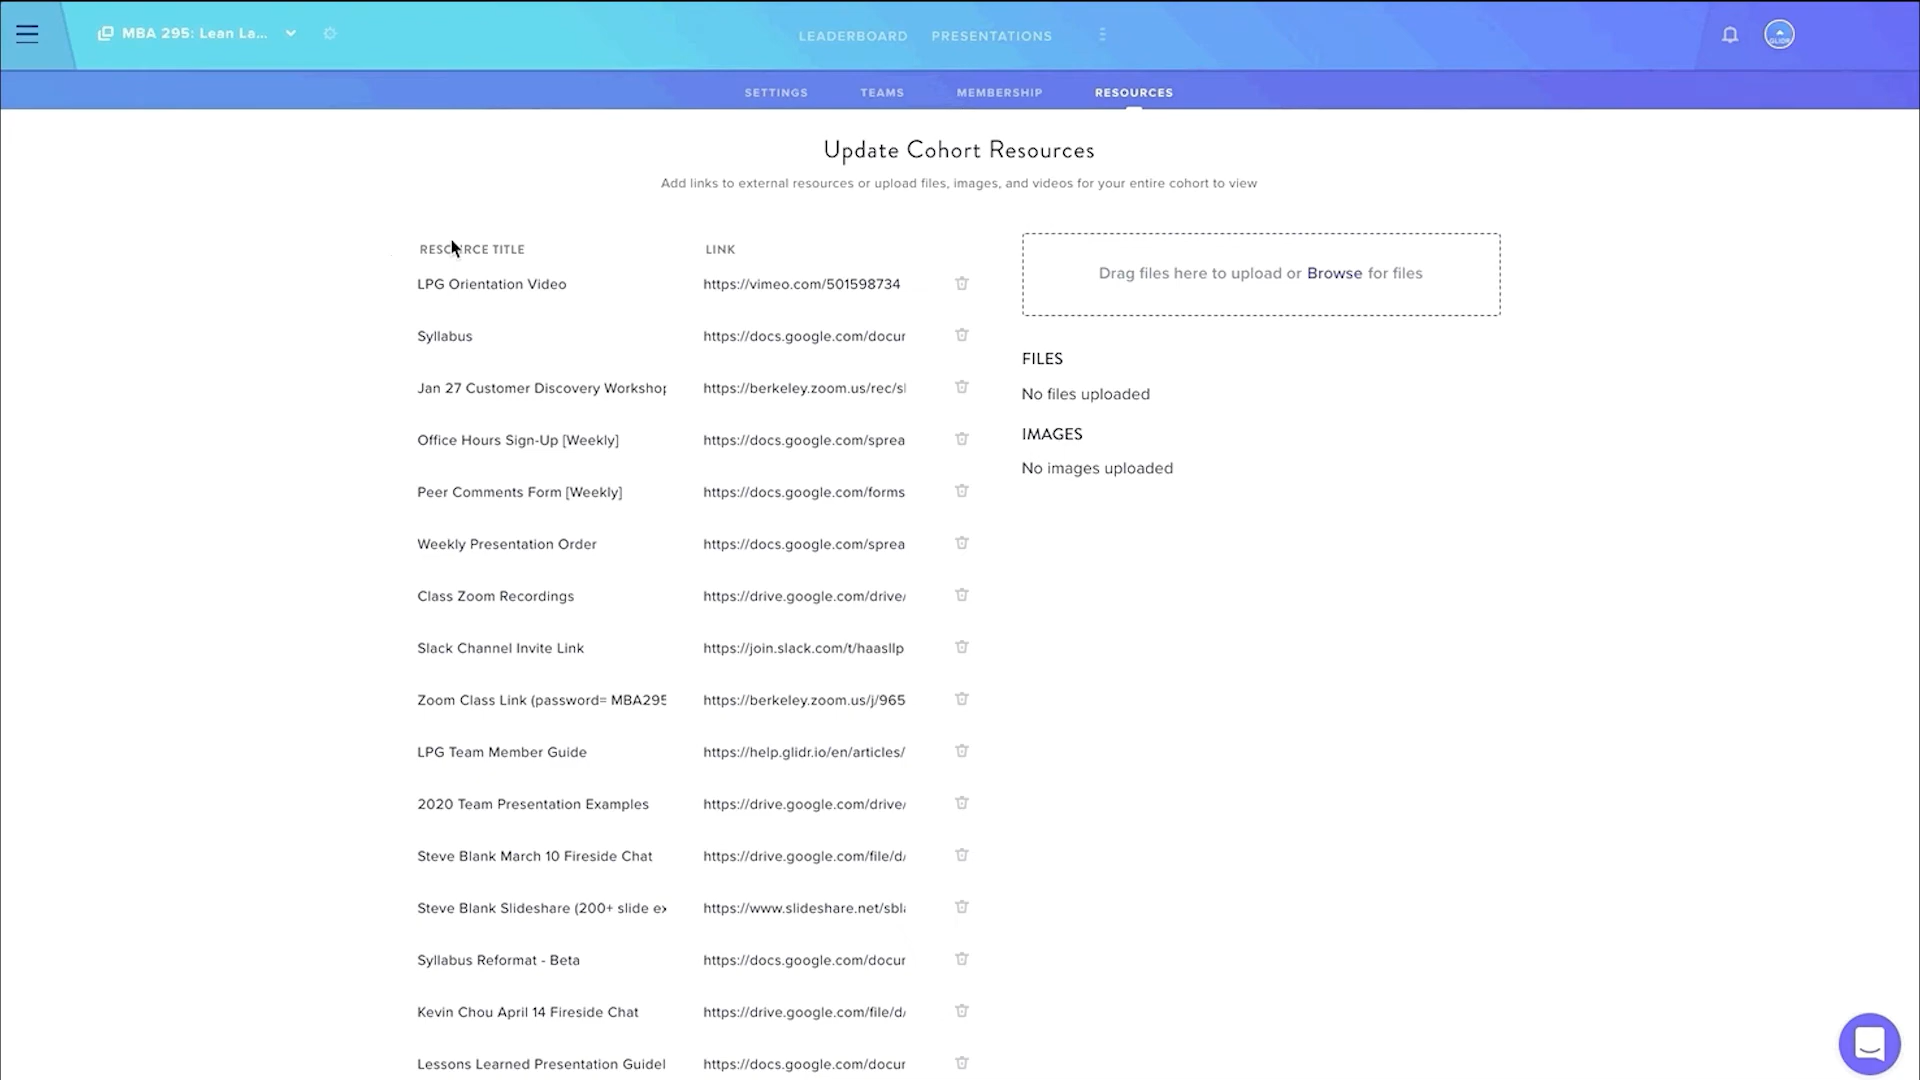 MBA 295: Lean La...
LEADERBOARD
PRESENTATIONS
GLIDR
SETTINGS
TEAMS
MEMBERSHIP
RESOURCES
Update Cohort Resources
Add links to external resources or upload files, images, and videos for your entire cohort to view
RESOURCE TITLE LINK
LPG Orientation Video https://vimeo.com/501598734
Syllabus https://docs.google.com/docur
Jan 27 Customer Discovery Workshop https://berkeley.zoom.us/rec/sl
Office Hours Sign-Up [Weekly] https://docs.google.com/sprea
Peer Comments Form [Weekly] https://docs.google.com/forms
Weekly Presentation Order https://docs.google.com/sprea
Class Zoom Recordings https://drive.google.com/drive/
Slack Channel Invite Link https://join.slack.com/t/haasllp
Zoom Class Link (password= MBA295 https://berkeley.zoom.us/j/965
LPG Team Member Guide https://help.glidr.io/en/articles/
2020 Team Presentation Examples https://drive.google.com/drive/
Steve Blank March 10 Fireside Chat https://drive.google.com/file/d/
Steve Blank Slideshare (200+ slide ex https://www.slideshare.net/sbla
Syllabus Reformat - Beta https://docs.google.com/docur
Kevin Chou April 14 Fireside Chat https://drive.google.com/file/d/
Lessons Learned Presentation Guidel https://docs.google.com/docur
Drag files here to upload or Browse for files
FILES
No files uploaded
IMAGES
No images uploaded